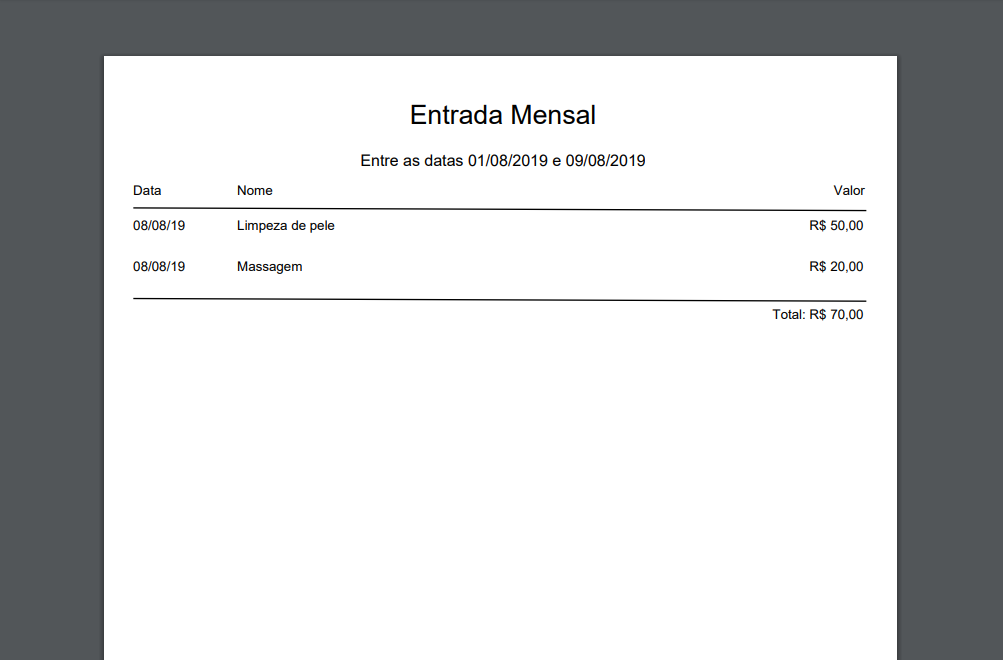 Entrada Mensal
Entre as datas 01/08/2019 e 09/08/2019
Data Nome Valor
08/08/19 Limpeza de pele R$ 50,00
08/08/19 Massagem R$ 20,00
Total: R$ 70,00